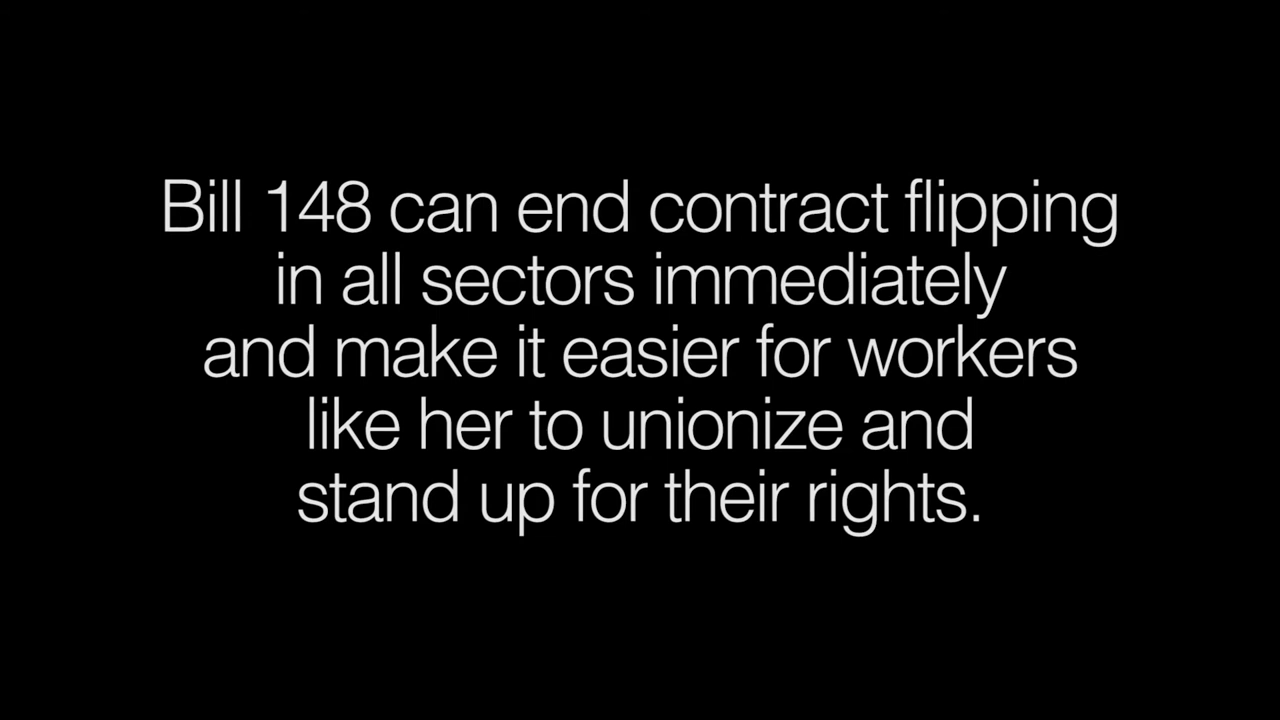 Bill 148 can end contract flipping
in all sectors immediately
and make it easier for workers
like her to unionize and
stand up for their rights.